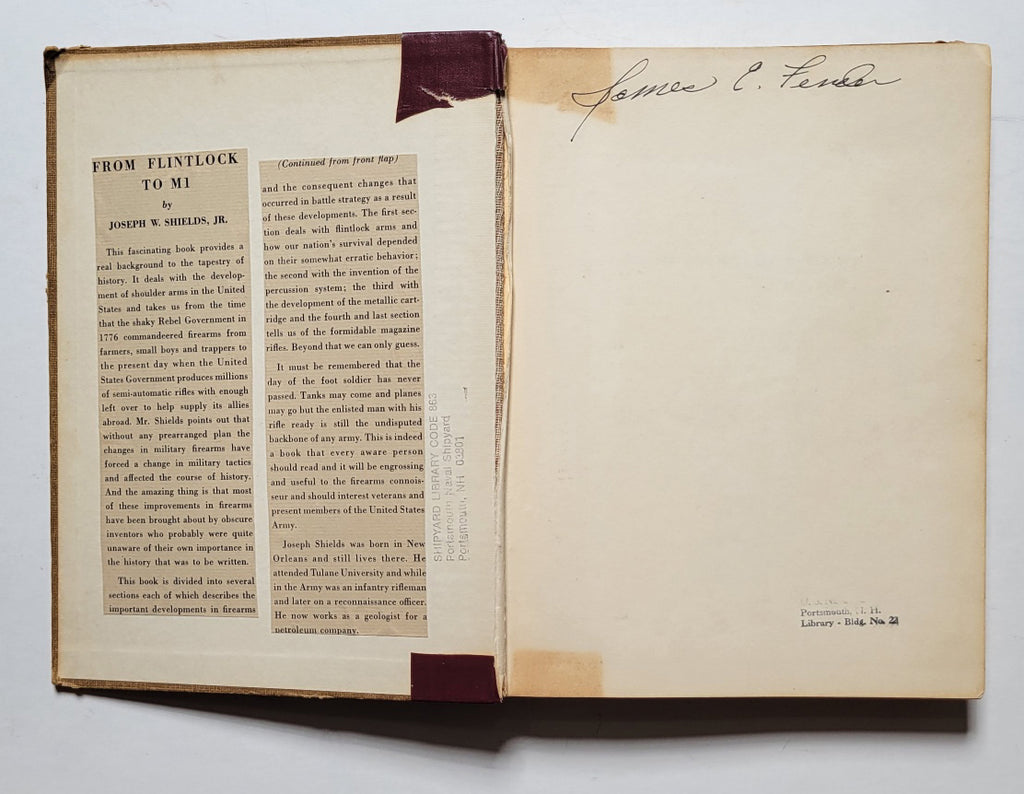 FROM FLINTLOCK
TO M1
by
JOSEPH W. SHIELDS, JR.
This fascinating book provides a
real background to the tapestry of
history. It deals with the develop-
ment of shoulder arms in the United
States and takes us from the time
that the shaky Rebel Government in
1776 commandeered firearms from
farmers, small boys and trappers to
the present day when the United
States Government produces millions
of semi-automatic rifles with enough
left over to help supply its allies
abroad. Mr. Shields points out that
without any prearranged plan the
changes in military firearms have
forced a change in military tactics
and affected the course of history.
And the amazing thing is that most
of these improvements in firearms
have been brought about by obscure
inventors who probably were quite
unaware of their own importance in
the history that was to be written.
This book is divided into several
sections each of which describes the
important developments in firearms
(Continued from front flap)
and the consequent changes that
occurred in battle strategy as a result
of these developments. The first sec-
tion deals with flintlock arms and
how our nation's survival depended
on their somewhat erratic behavior;
the second with the invention of the
percussion system; the third with
the development of the metallic cart-
ridge and the fourth and last section
tells us of the formidable magazine
rifles. Beyond that we can only guess.
It must be remembered that the
day of the foot soldier has never
passed. Tanks may come and planes
may go but the enlisted man with his
rifle ready is still the undisputed
backbone of any army. This is indeed
a book that every aware person
should read and it will be engrossing
and useful to the firearms connois-
seur and should interest veterans and
present members of the United States
Army.
Joseph Shields was born in New
Orleans and still lives there. He
attended Tulane University and while
in the Army was an infantry rifleman
and later on a reconnaissance officer.
He now works as a geologist for a
petroleum company.
SHIPYARD LIBRARY CODE 863
Portsmouth Naval Shipyard
Portsmouth, NH 03801
James E. Fender
Portsmouth, N. H.
Library - Bldg. No. 22